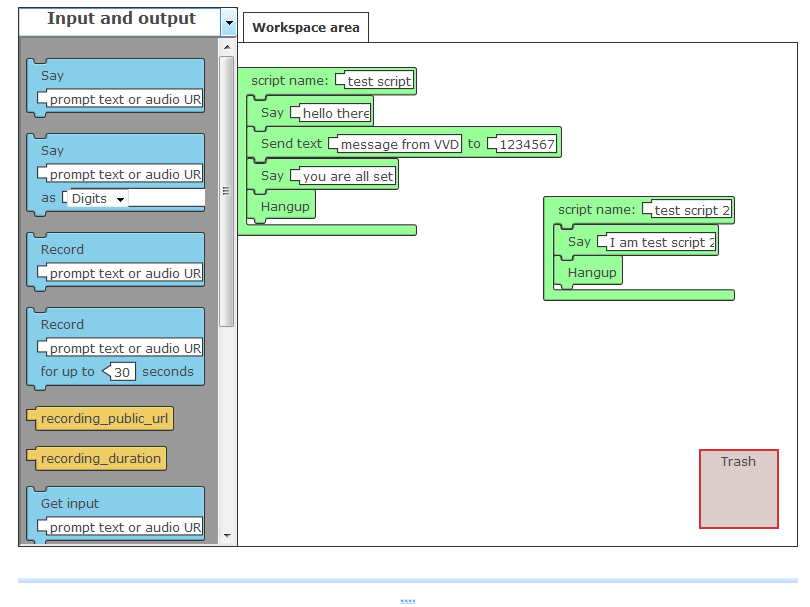 Input and output
Workspace area
Say
prompt text or audio UR
Say
prompt text or audio UR
as Digits
Record
prompt text or audio UR
Record
prompt text or audio UR
for up to 30 seconds
recording_public_url
recording_duration
Get input
prompt text or audio UR
script name: test script
Say hello there
Send text message from VVD to 1234567
Say you are all set
Hangup
script name: test script 2
Say I am test script 2
Hangup
Trash